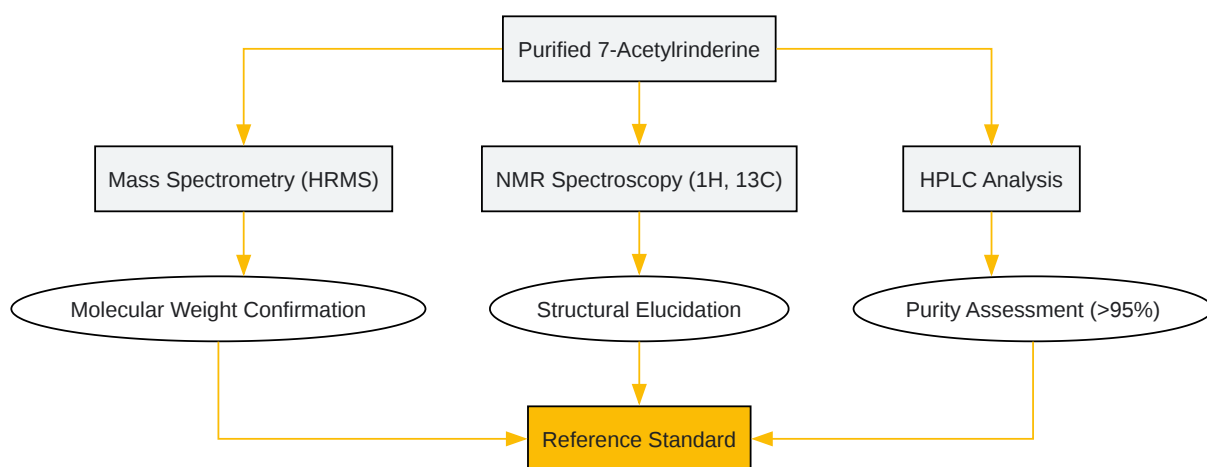 Purified 7-Acetylrinderine
Mass Spectrometry (HRMS)
NMR Spectroscopy (1H, 13C)
HPLC Analysis
Molecular Weight Confirmation
Structural Elucidation
Purity Assessment (>95%)
Reference Standard